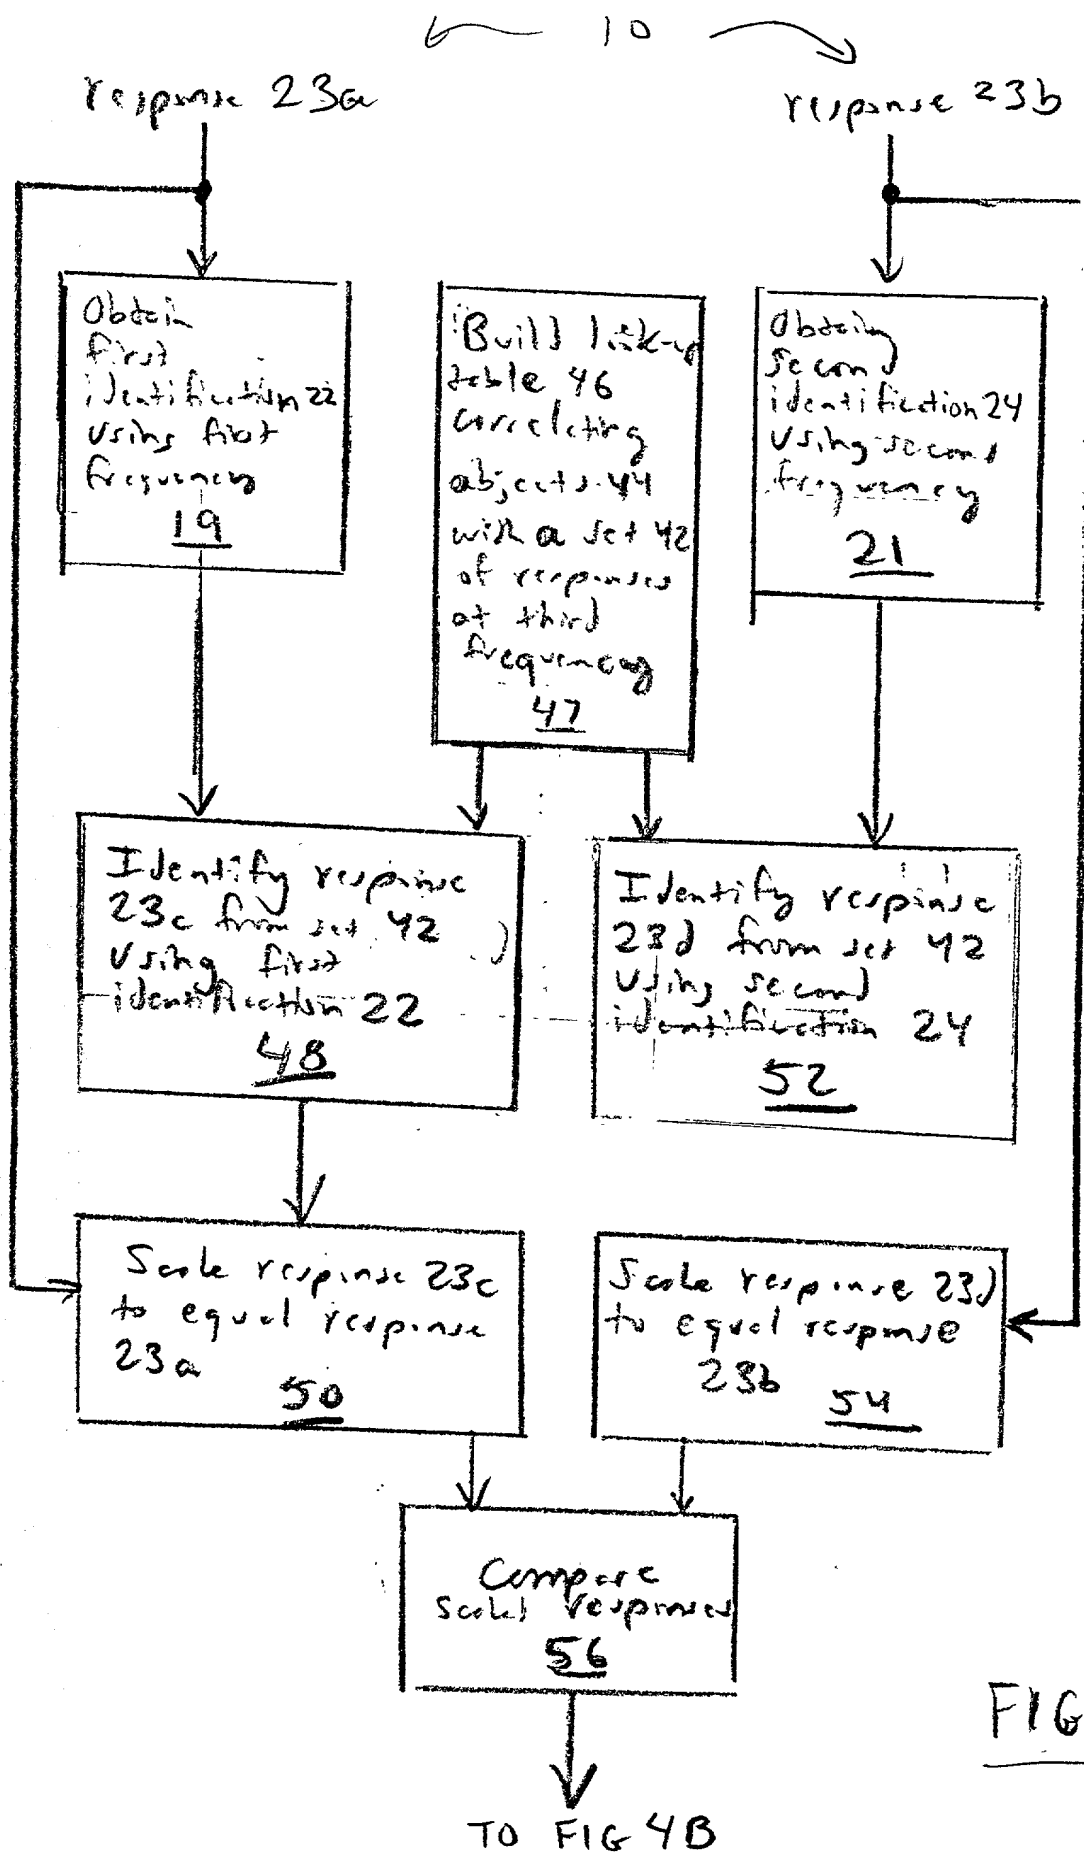 10
response 23a
response 23b
Obtain
first
identification 22
using first
frequency
19
Build look-up
table 46
correlating
objects 44
with a set 42
of responses
at third
frequency
47
Obtain
second
identification 24
using second
frequency
21
Identify response
23c from set 42
using first
identification 22
48
Identify response
23d from set 42
using second
identification 24
52
Scale response 23c
to equal response
23a
50
Scale response 23d
to equal response
23b
54
Compare
scaled responses
56
FIG
TO FIG 4B